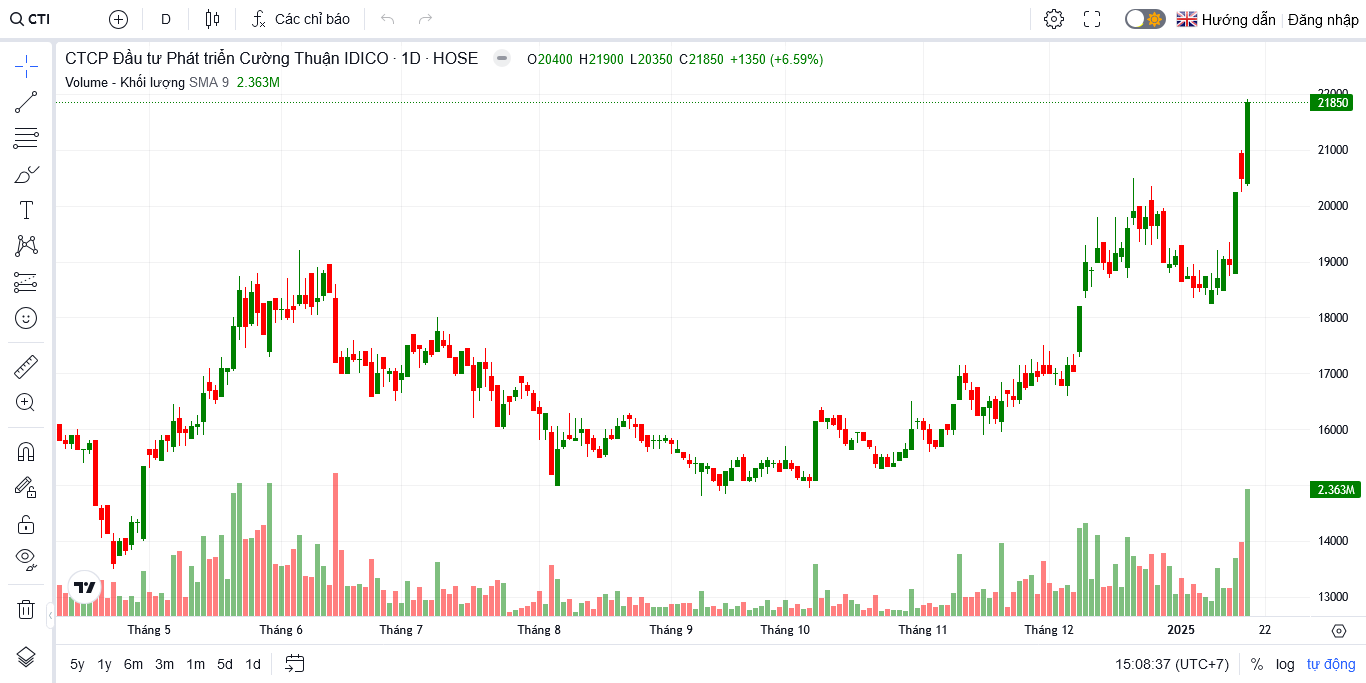 CTI D Các chỉ báo Hướng dẫn Đăng nhập
CTCP Đầu tư Phát triển Cường Thuận IDICO · 1D · HOSE O20400 H21900 L20350 C21850 +1350 (+6.59%)
Volume - Khối lượng SMA 9 2.363M
22000
21850
21000
20000
19000
18000
17000
16000
2.363M
14000
13000
Tháng 5 Tháng 6 Tháng 7 Tháng 8 Tháng 9 Tháng 10 Tháng 11 Tháng 12 2025 22
5y 1y 6m 3m 1m 5d 1d 15:08:37 (UTC+7) % log tự động